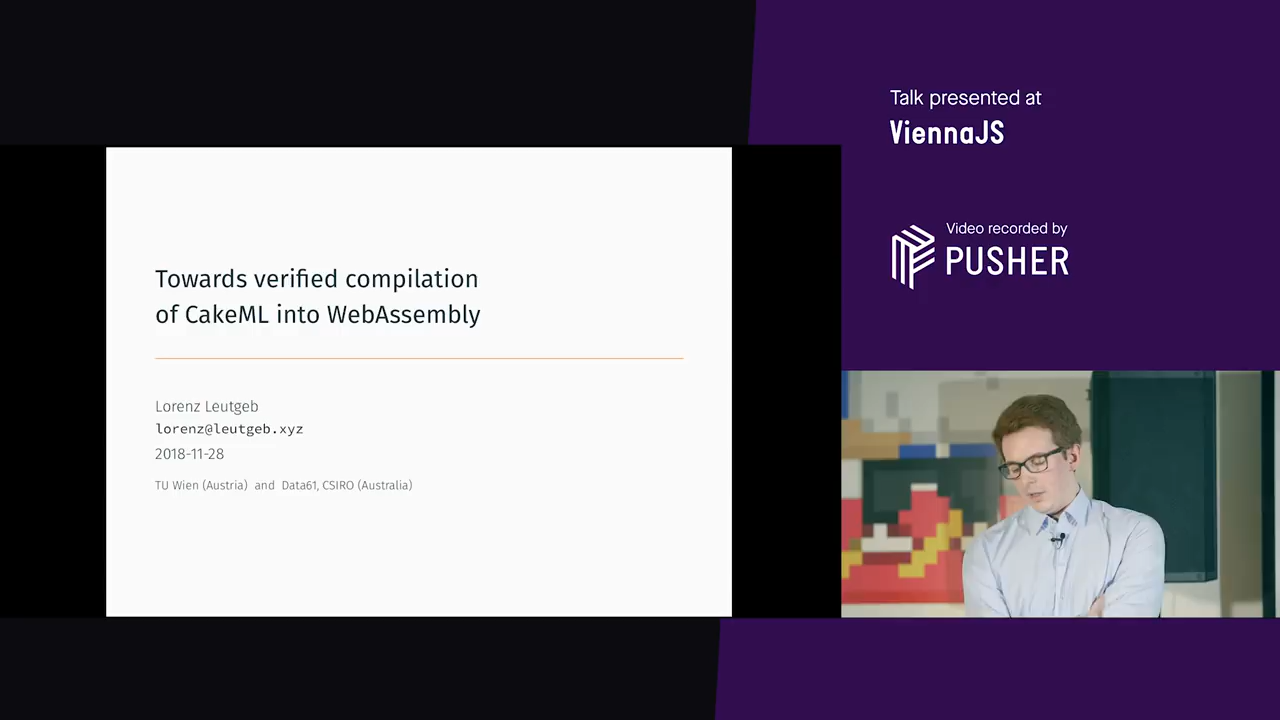 Talk presented at
ViennaJS
Video recorded by
PUSHER
Towards verified compilation
of CakeML into WebAssembly
Lorenz Leutgeb
lorenz@leutgeb.xyz
2018-11-28
TU Wien (Austria) and Data61, CSIRO (Australia)